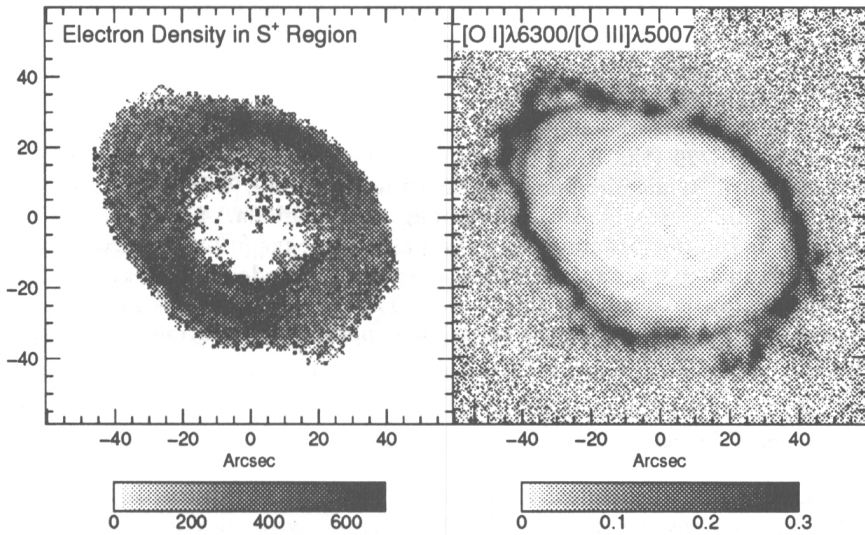 Electron Density in S⁺ Region
[O I]λ6300/[O III]λ5007
40
20
0
−20
−40
−40 −20 0 20 40
−40 −20 0 20 40
Arcsec
Arcsec
0 200 400 600
0 0.1 0.2 0.3